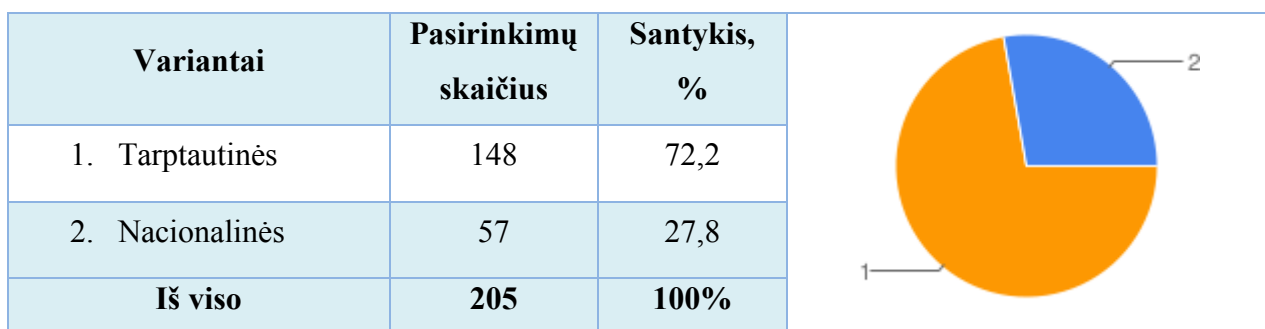 Variantai Pasirinkimų skaičius Santykis, %
1. Tarptautinės 148 72,2
2. Nacionalinės 57 27,8
Iš viso 205 100%
2
1